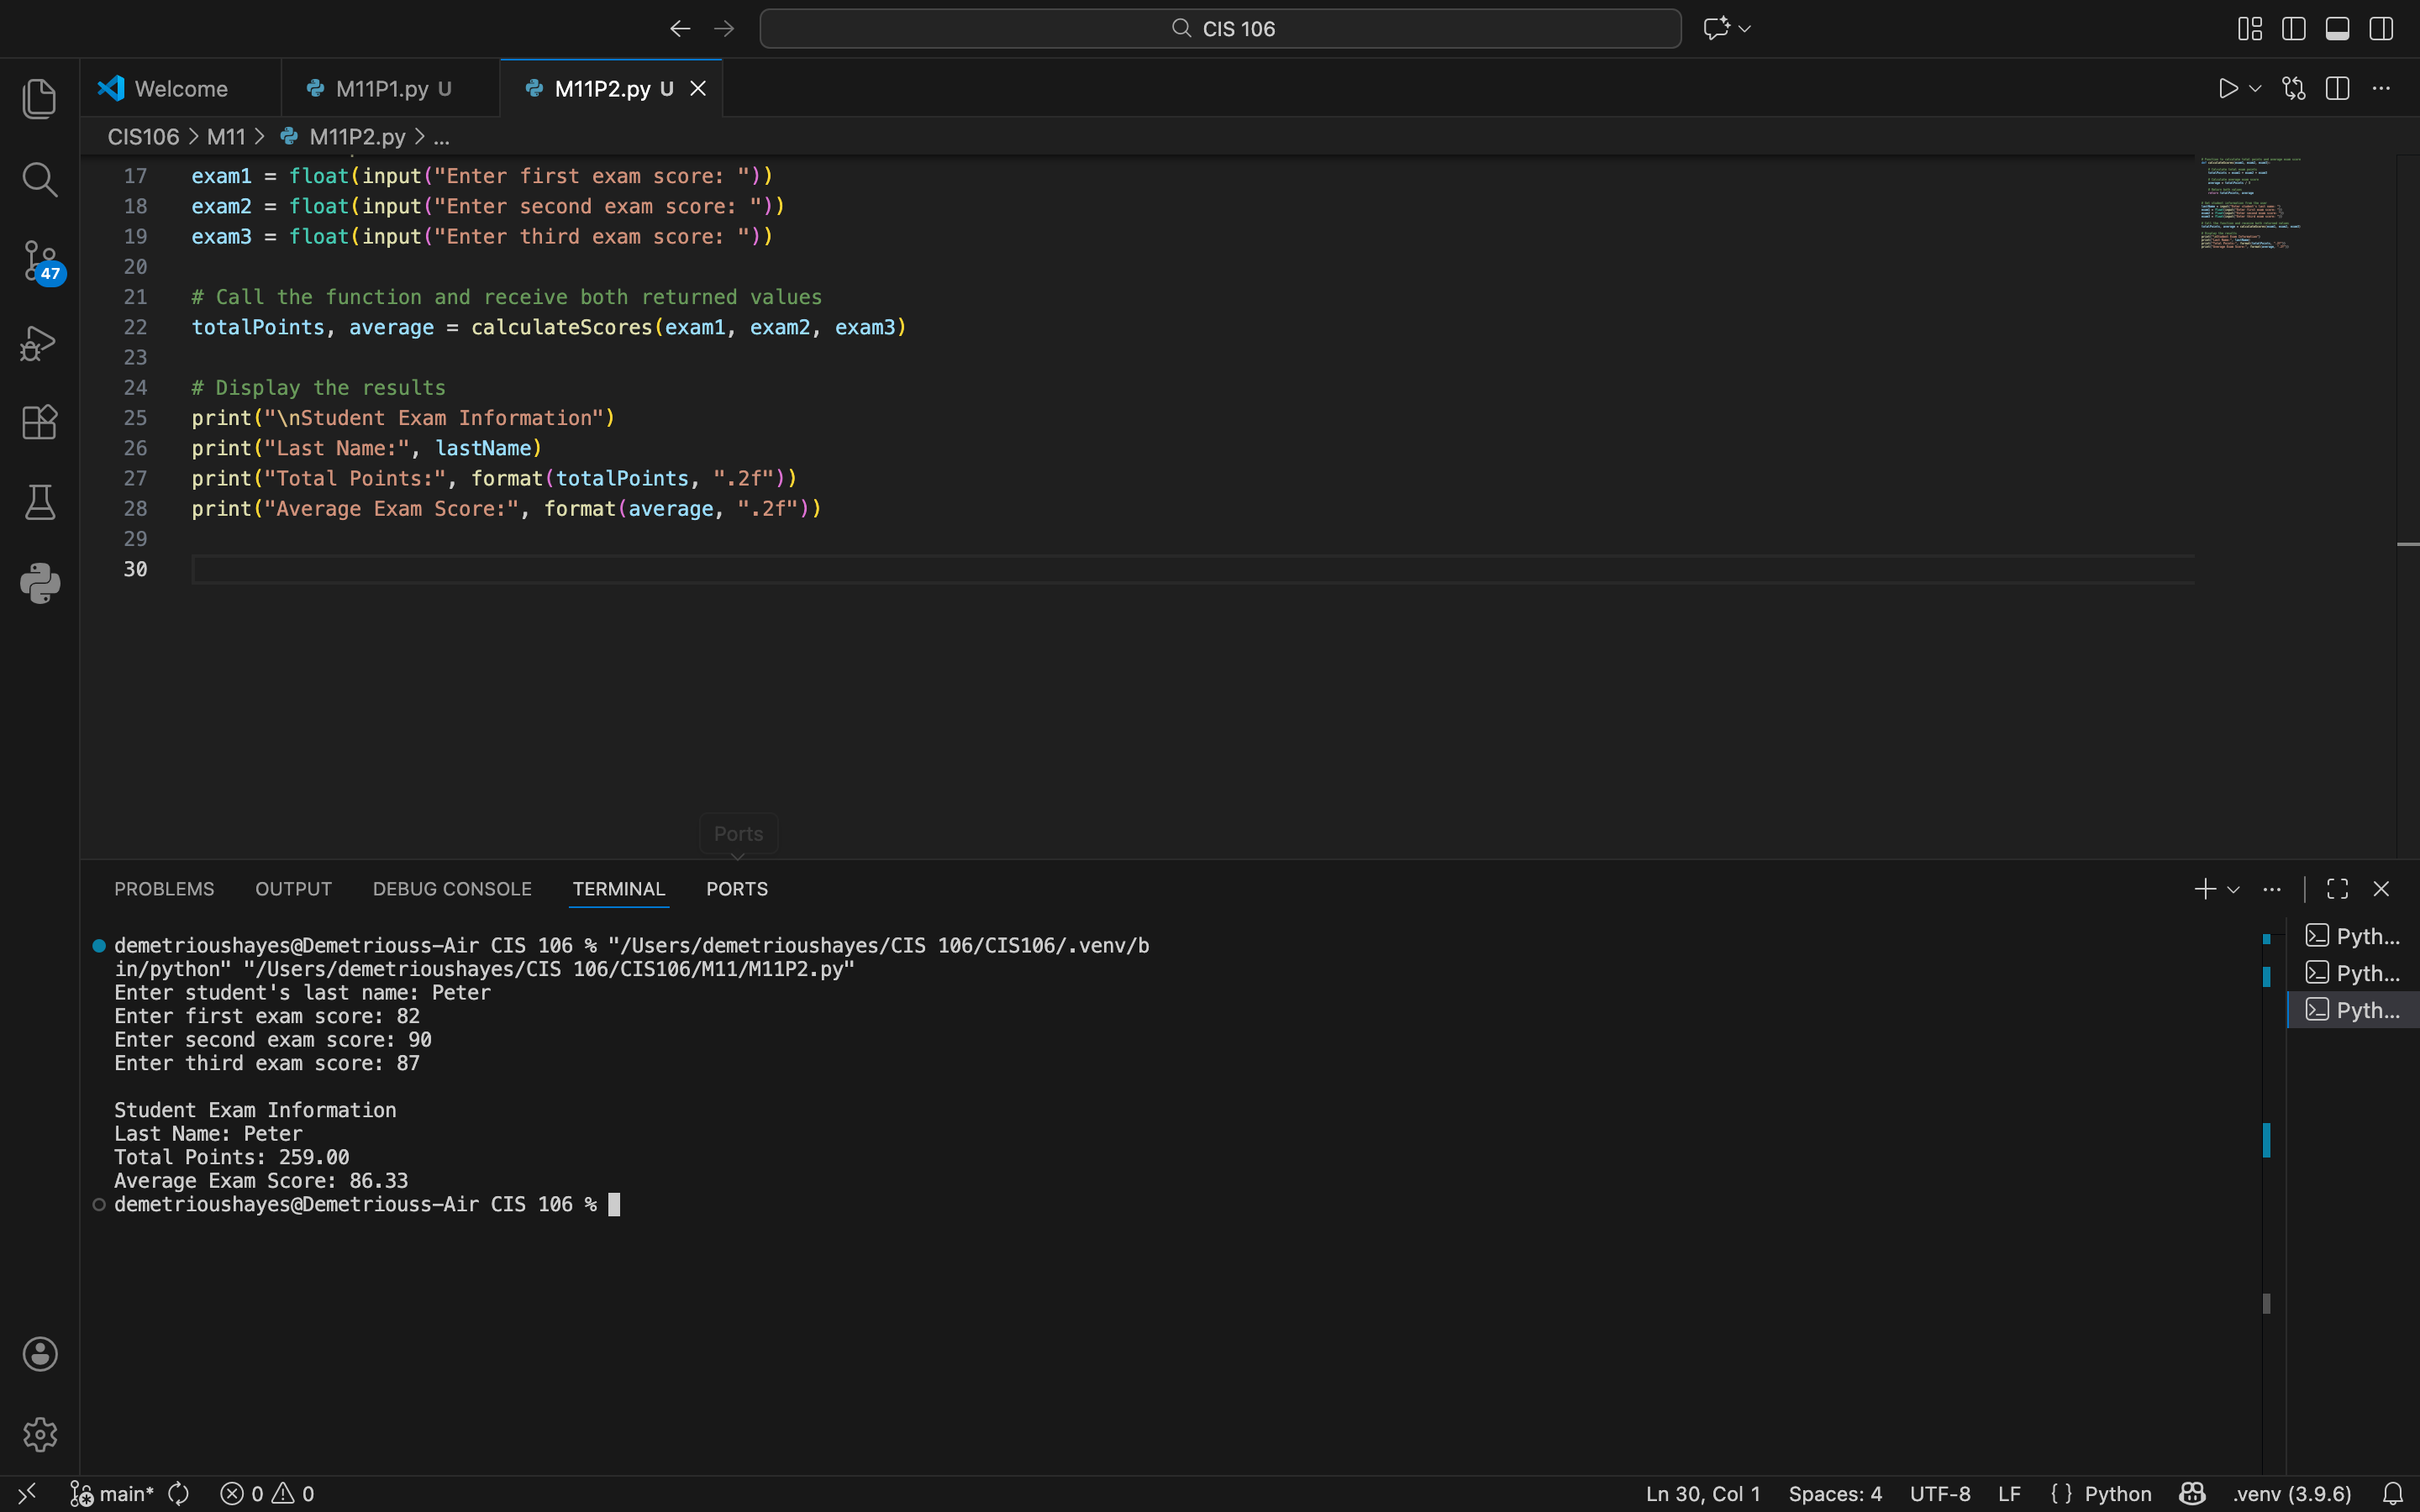 CIS 106
Welcome
M11P1.py U
M11P2.py U
CIS106 > M11 > M11P2.py > ...
17 exam1 = float(input("Enter first exam score: "))
18 exam2 = float(input("Enter second exam score: "))
19 exam3 = float(input("Enter third exam score: "))
20
21 # Call the function and receive both returned values
22 totalPoints, average = calculateScores(exam1, exam2, exam3)
23
24 # Display the results
25 print("\nStudent Exam Information")
26 print("Last Name:", lastName)
27 print("Total Points:", format(totalPoints, ".2f"))
28 print("Average Exam Score:", format(average, ".2f"))
29
30
47
Ports
PROBLEMS OUTPUT DEBUG CONSOLE TERMINAL PORTS
demetrioushayes@Demetriouss-Air CIS 106 % "/Users/demetrioushayes/CIS 106/CIS106/.venv/b
in/python" "/Users/demetrioushayes/CIS 106/CIS106/M11/M11P2.py"
Enter student's last name: Peter
Enter first exam score: 82
Enter second exam score: 90
Enter third exam score: 87
Student Exam Information
Last Name: Peter
Total Points: 259.00
Average Exam Score: 86.33
demetrioushayes@Demetriouss-Air CIS 106 %
Pyth...
Pyth...
Pyth...
main* 0 0 Ln 30, Col 1 Spaces: 4 UTF-8 LF { } Python .venv (3.9.6)